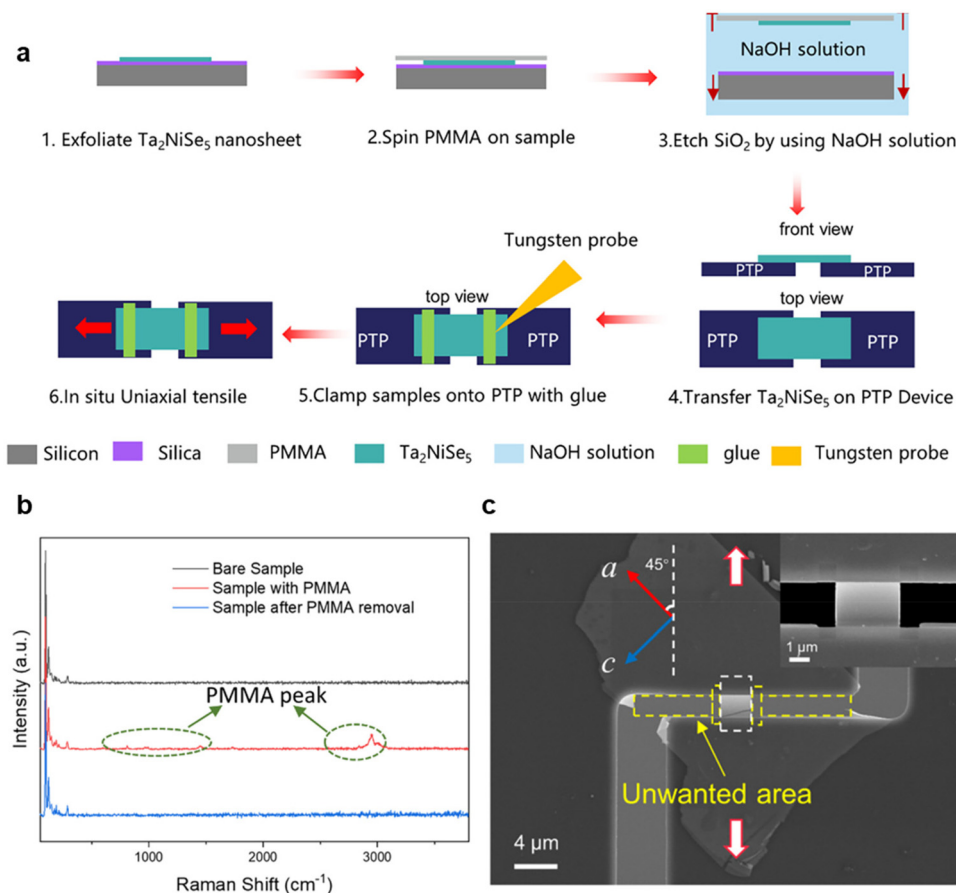 a
1. Exfoliate Ta₂NiSe₅ nanosheet
2.Spin PMMA on sample
NaOH solution
3.Etch SiO₂ by using NaOH solution
front view
PTP PTP
top view
PTP PTP
4.Transfer Ta₂NiSe₅ on PTP Device
Tungsten probe
top view
PTP PTP
5.Clamp samples onto PTP with glue
6.In situ Uniaxial tensile
Silicon Silica PMMA Ta₂NiSe₅ NaOH solution glue Tungsten probe
b
Bare Sample
Sample with PMMA
Sample after PMMA removal
PMMA peak
Intensity (a.u.)
1000 2000 3000
Raman Shift (cm⁻¹)
c
45°
a
c
1 μm
Unwanted area
4 μm